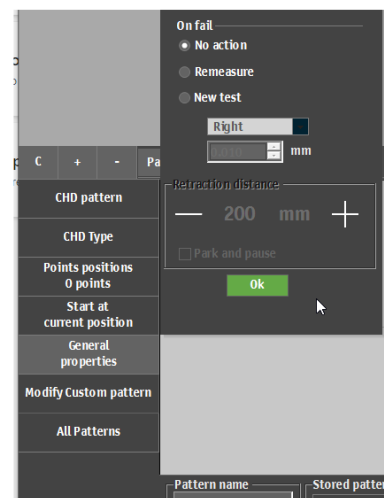 On fail
No action
Remeasure
New test
Right
0.010 mm
C + - Pa
Retraction distance
— 200 mm +
Park and pause
Ok
CHD pattern
CHD Type
Points positions
0 points
Start at
current position
General
properties
Modify Custom pattern
All Patterns
Pattern name
Stored patte